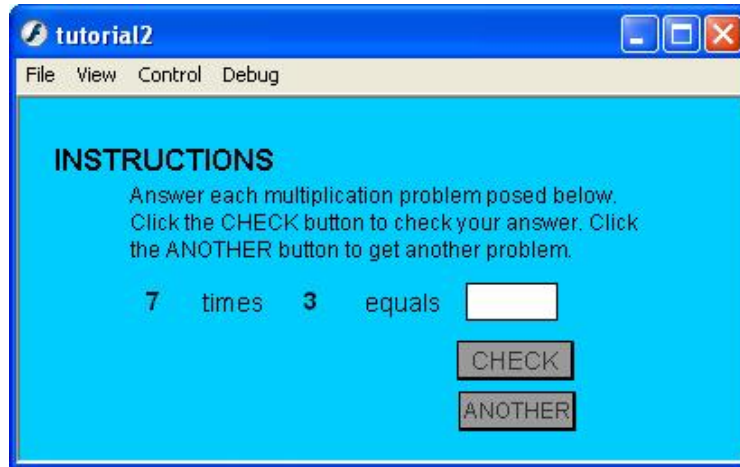 tutorial2
File View Control Debug
INSTRUCTIONS
Answer each multiplication problem posed below.
Click the CHECK button to check your answer. Click
the ANOTHER button to get another problem.
7 times 3 equals
CHECK
ANOTHER